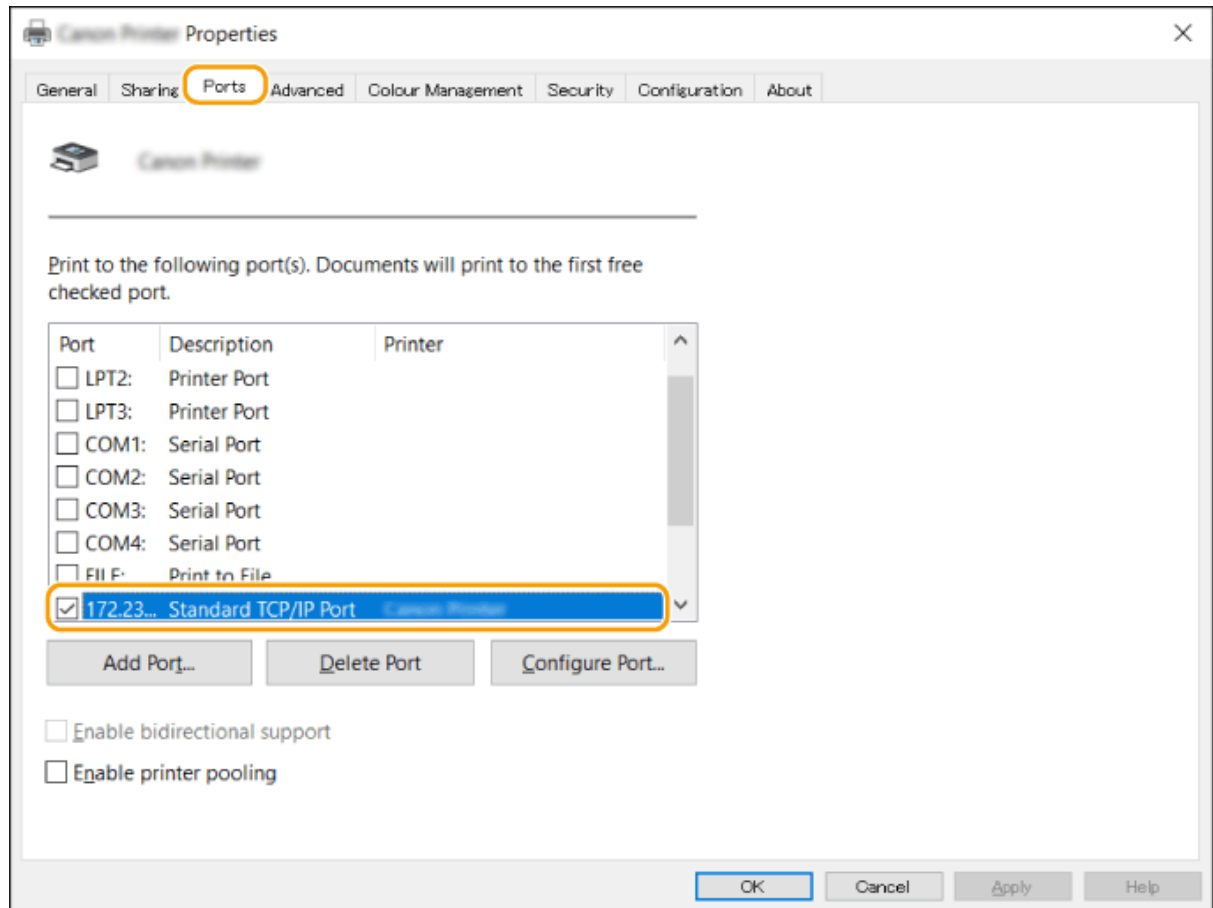 Properties
General Sharing Ports Advanced Colour Management Security Configuration About
Print to the following port(s). Documents will print to the first free
checked port.
Port Description Printer
LPT2: Printer Port
LPT3: Printer Port
COM1: Serial Port
COM2: Serial Port
COM3: Serial Port
COM4: Serial Port
FILE: Print to File
172.23... Standard TCP/IP Port
Add Port... Delete Port Configure Port...
Enable bidirectional support
Enable printer pooling
OK Cancel Apply Help